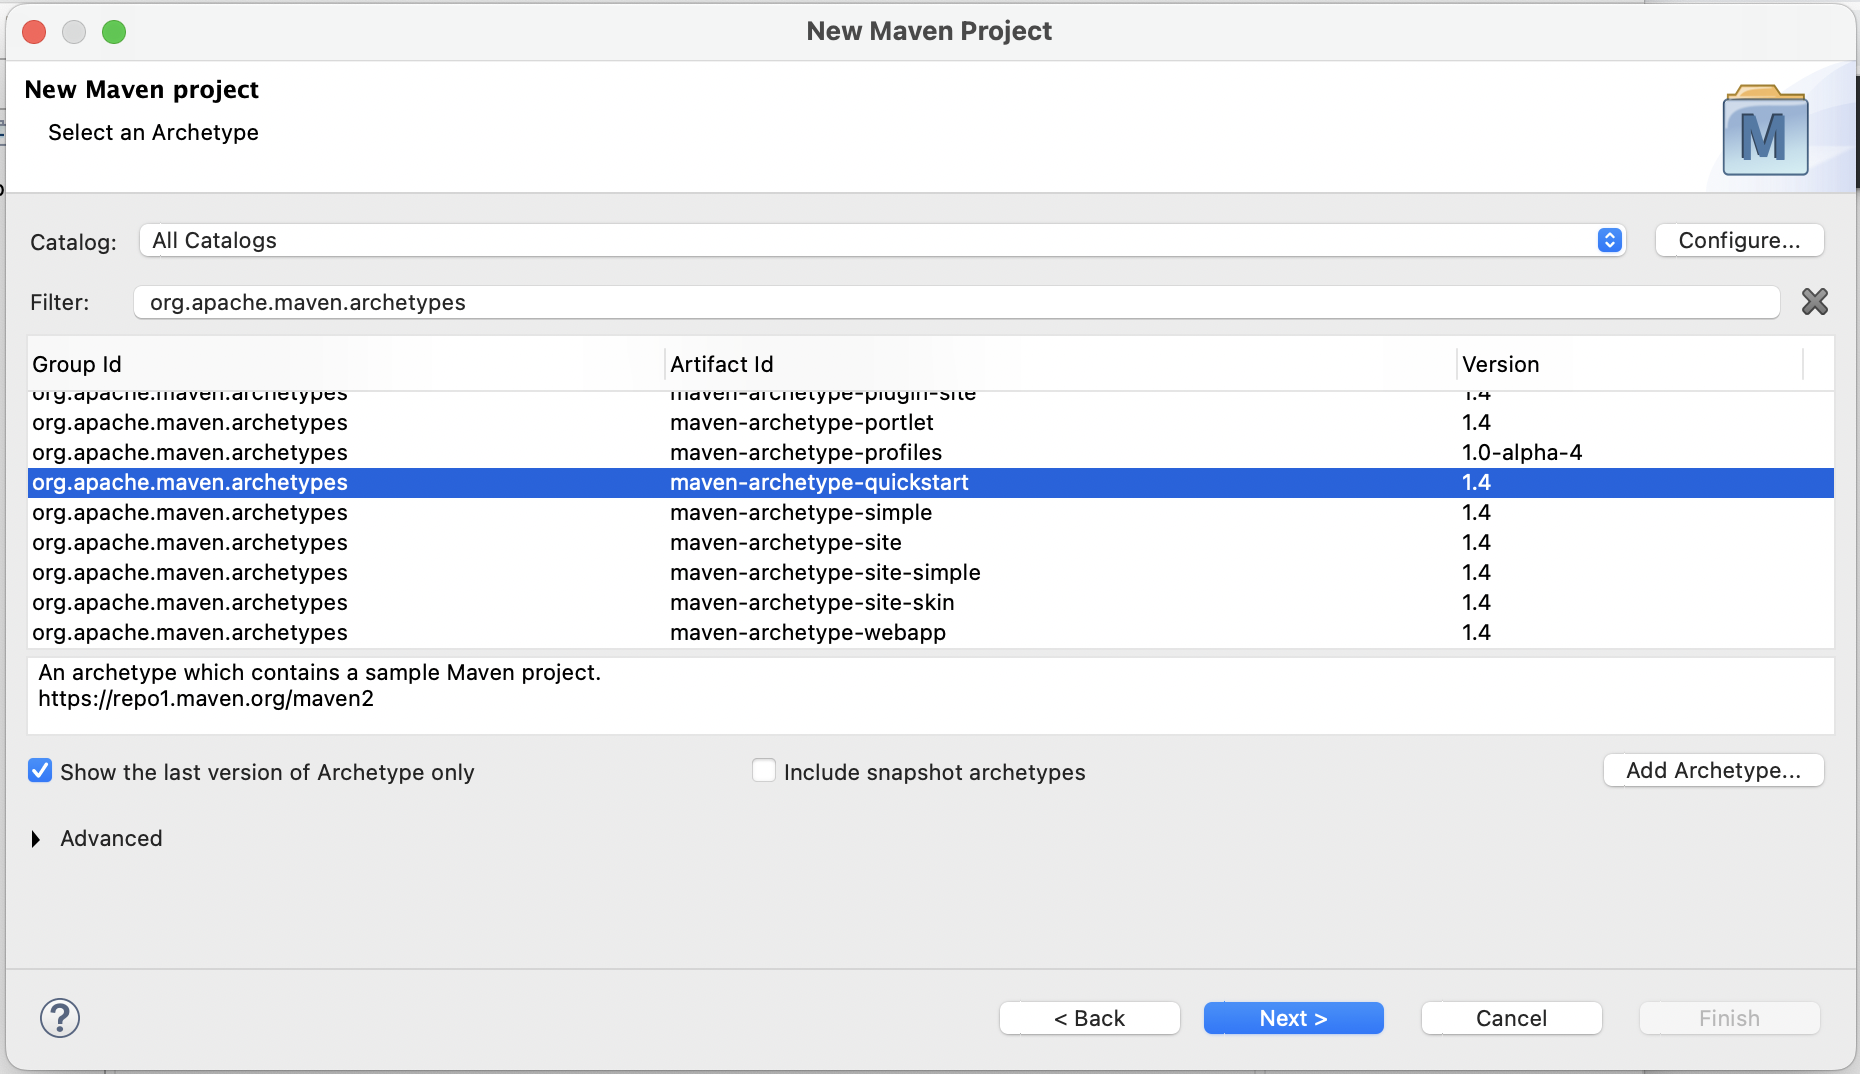 New Maven Project
New Maven project
Select an Archetype
M
Catalog: All Catalogs Configure...
Filter: org.apache.maven.archetypes
Group Id Artifact Id Version
org.apache.maven.archetypes maven-archetype-plugin-site 1.4
org.apache.maven.archetypes maven-archetype-portlet 1.4
org.apache.maven.archetypes maven-archetype-profiles 1.0-alpha-4
org.apache.maven.archetypes maven-archetype-quickstart 1.4
org.apache.maven.archetypes maven-archetype-simple 1.4
org.apache.maven.archetypes maven-archetype-site 1.4
org.apache.maven.archetypes maven-archetype-site-simple 1.4
org.apache.maven.archetypes maven-archetype-site-skin 1.4
org.apache.maven.archetypes maven-archetype-webapp 1.4
An archetype which contains a sample Maven project.
https://repo1.maven.org/maven2
Show the last version of Archetype only Include snapshot archetypes Add Archetype...
Advanced
? < Back Next > Cancel Finish